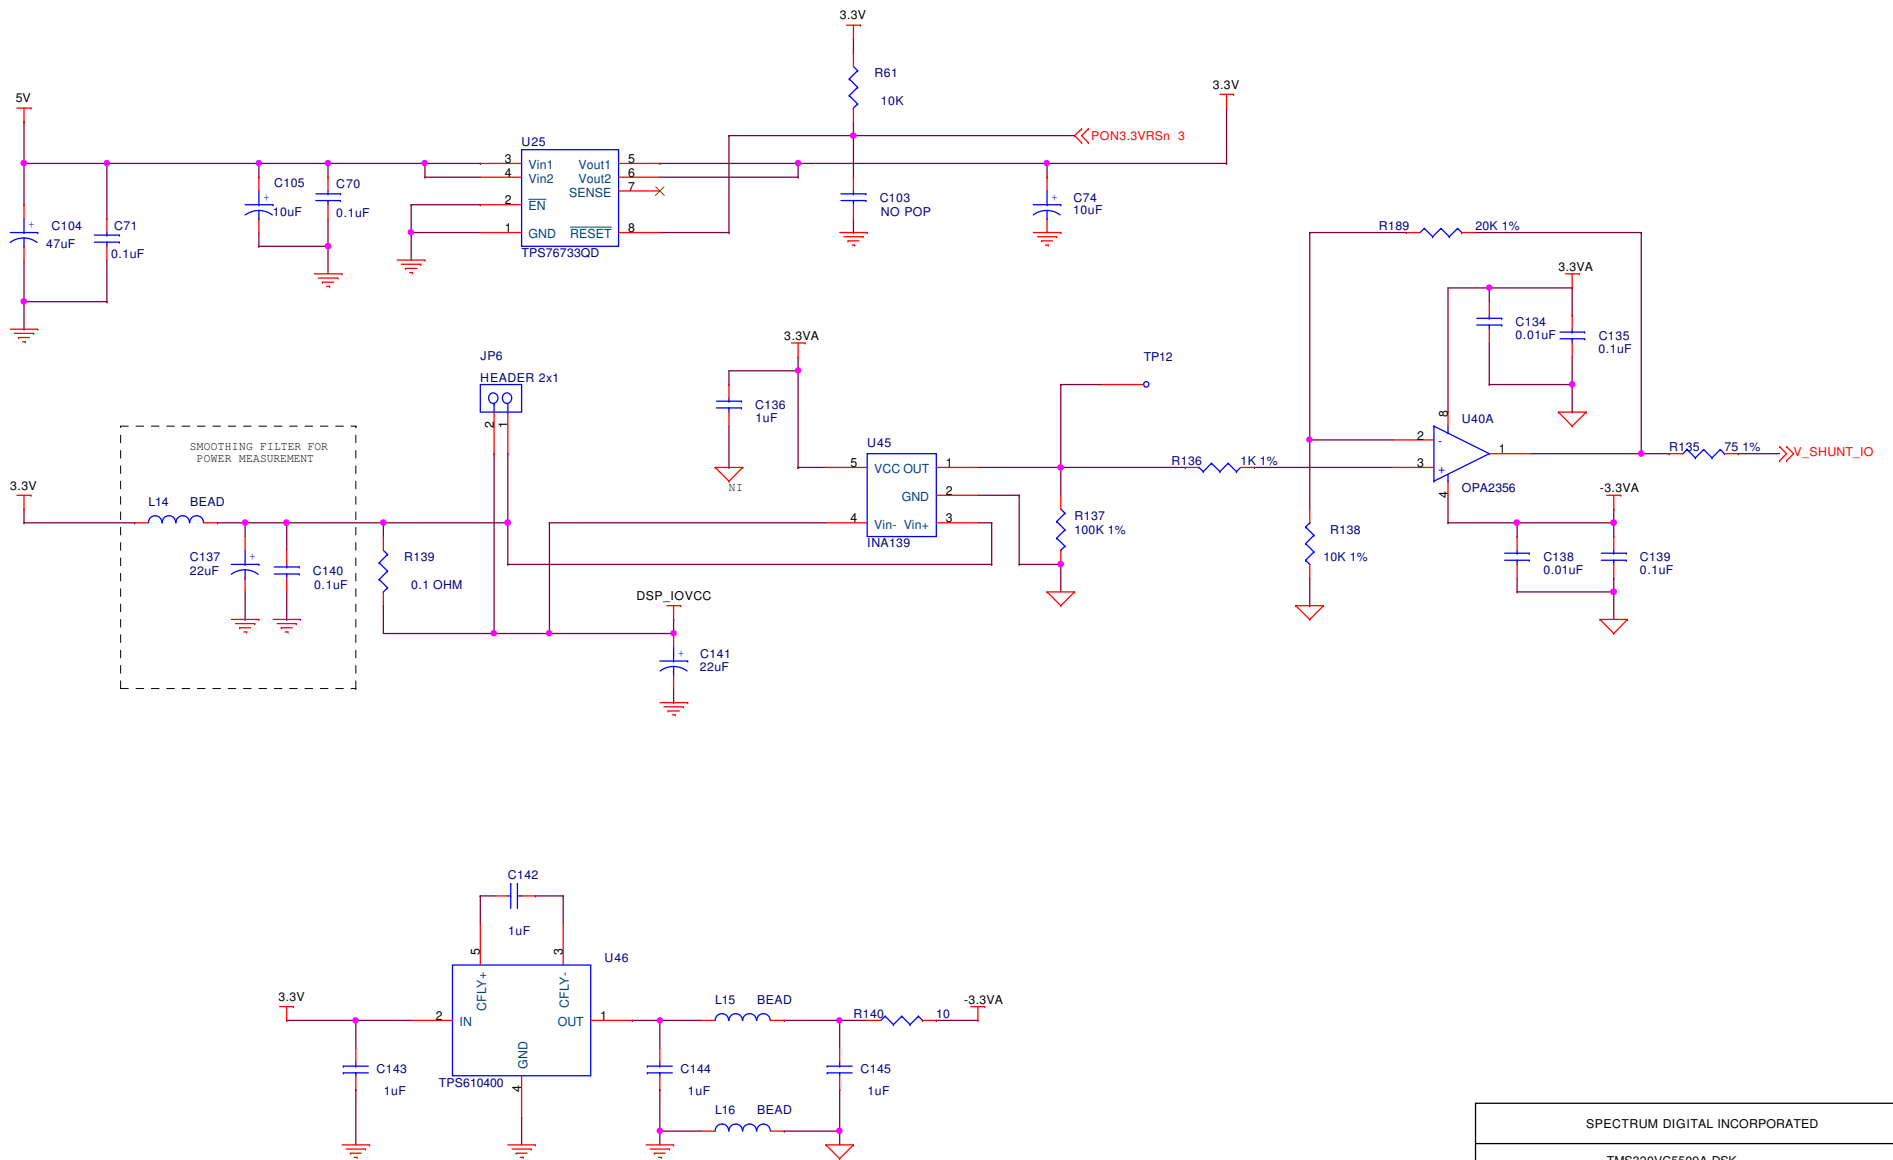 3.3V
R61
10K
5V
3.3V
PON3.3VRSn 3
U25
3 Vin1 Vout1 5
4 Vin2 Vout2 6
SENSE 7
2 EN
1 GND RESET 8
TPS76733QD
C104
47uF
C71
0.1uF
C105
10uF
C70
0.1uF
C103
NO POP
C74
10uF
R189 20K 1%
3.3VA
C134
0.01uF
C135
0.1uF
JP6
HEADER 2x1
2 1
3.3VA
C136
1uF
NI
TP12
U45
5 VCC OUT 1
GND 2
4 Vin- Vin+ 3
INA139
R136 1K 1%
R137
100K 1%
U40A
8
2 -
3 +
1
4
OPA2356
R135 75 1% V_SHUNT_IO
-3.3VA
R138
10K 1%
C138
0.01uF
C139
0.1uF
SMOOTHING FILTER FOR
POWER MEASUREMENT
3.3V
L14 BEAD
C137
22uF
C140
0.1uF
R139
0.1 OHM
DSP_IOVCC
C141
22uF
C142
1uF
5 3
U46
CFLY+ CFLY-
3.3V
2 IN OUT 1
GND
4
TPS610400
C143
1uF
L15 BEAD
R140 10
-3.3VA
C144
1uF
C145
1uF
L16 BEAD
SPECTRUM DIGITAL INCORPORATED